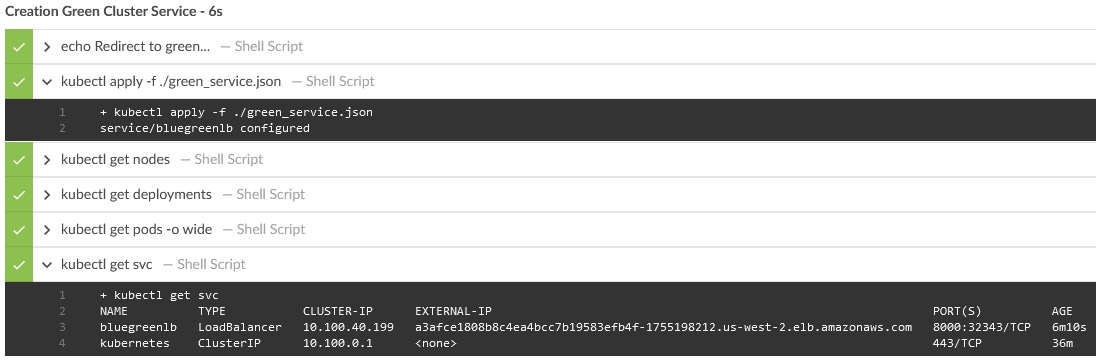 Creation Green Cluster Service - 6s
echo Redirect to green... — Shell Script
kubectl apply -f ./green_service.json — Shell Script
1 + kubectl apply -f ./green_service.json
2 service/bluegreenlb configured
kubectl get nodes — Shell Script
kubectl get deployments — Shell Script
kubectl get pods -o wide — Shell Script
kubectl get svc — Shell Script
1 + kubectl get svc
2 NAME TYPE CLUSTER-IP EXTERNAL-IP PORT(S) AGE
3 bluegreenlb LoadBalancer 10.100.40.199 a3afce1808b8c4ea4bcc7b19583efb4f-1755198212.us-west-2.elb.amazonaws.com 8000:32343/TCP 6m10s
4 kubernetes ClusterIP 10.100.0.1 <none> 443/TCP 36m